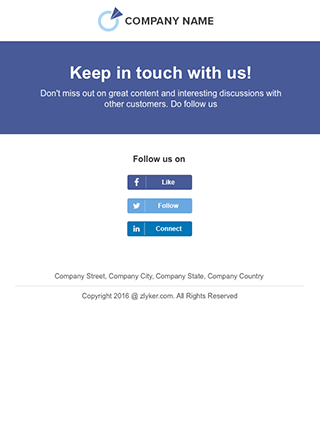 COMPANY NAME
Keep in touch with us!
Don't miss out on great content and interesting discussions with
other customers. Do follow us
Follow us on
Like
Follow
Connect
Company Street, Company City, Company State, Company Country
Copyright 2016 @ zlyker.com. All Rights Reserved